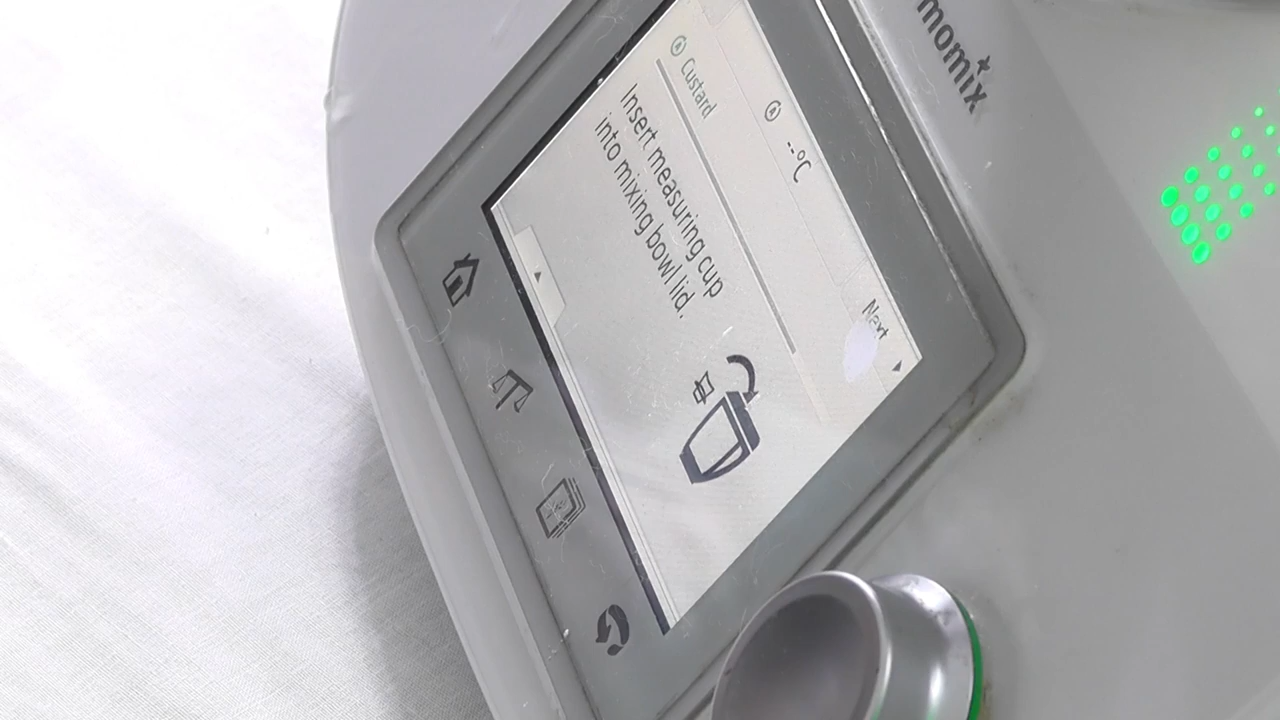 momix
--°C
Custard
Insert measuring cup
into mixing bowl lid.
Next